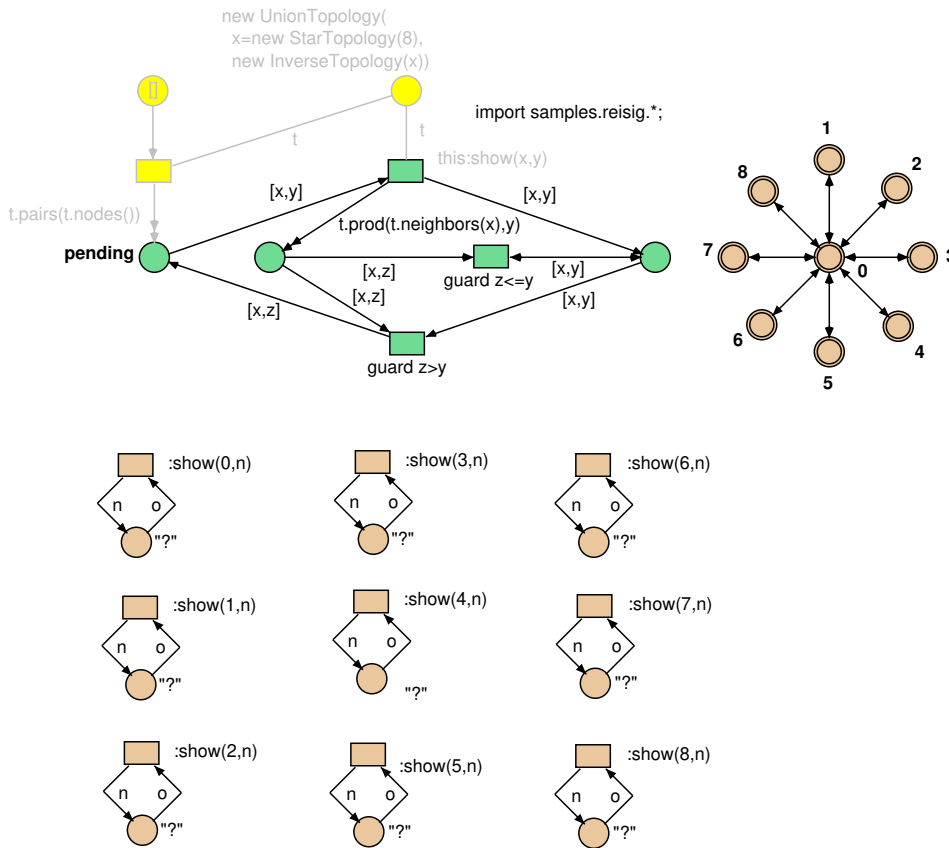 new UnionTopology(
x=new StarTopology(8),
new InverseTopology(x))
[]
import samples.reisig.*;
t
t
this:show(x,y)
[x,y]
[x,y]
t.pairs(t.nodes())
t.prod(t.neighbors(x),y)
pending
[x,z]
[x,y]
guard z<=y
[x,z]
[x,z]
[x,y]
guard z>y
1
2
8
7
0
3
6
4
5
:show(0,n)
n
o
"?"
:show(3,n)
n
o
"?"
:show(6,n)
n
o
"?"
:show(1,n)
n
o
"?"
:show(4,n)
n
o
"?"
:show(7,n)
n
o
"?"
:show(2,n)
n
o
"?"
:show(5,n)
n
o
"?"
:show(8,n)
n
o
"?"